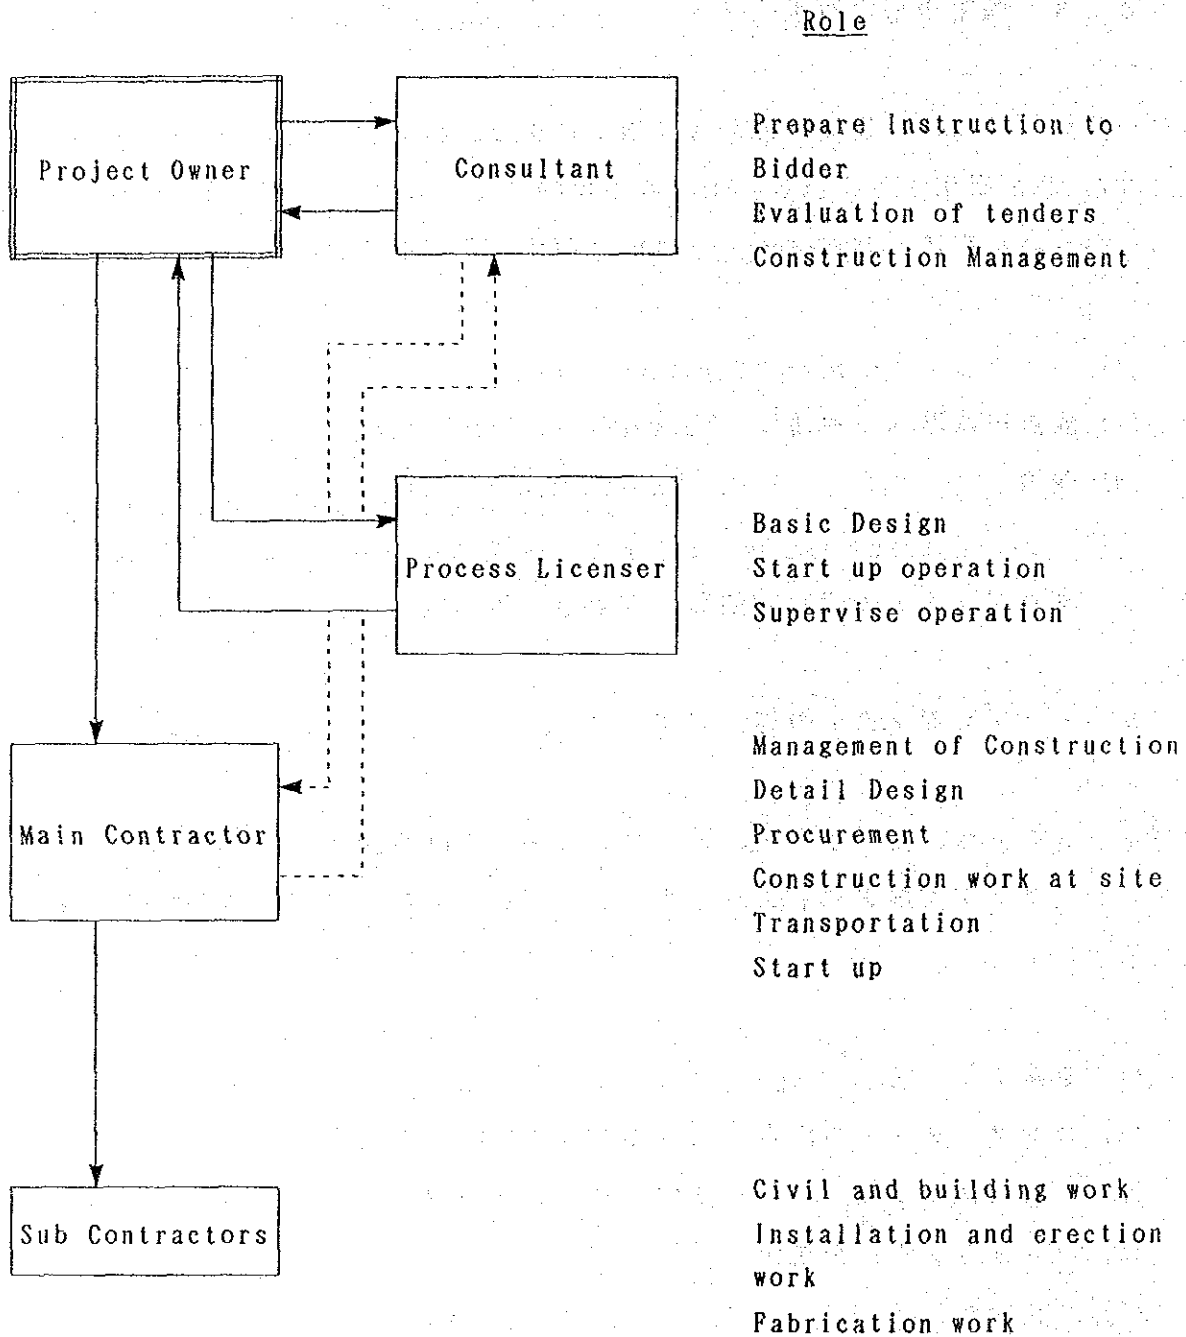 Role
Project Owner
Consultant
Prepare Instruction to
Bidder
Evaluation of tenders
Construction Management
Process Licenser
Basic Design
Start up operation
Supervise operation
Main Contractor
Management of Construction
Detail Design
Procurement
Construction work at site
Transportation
Start up
Sub Contractors
Civil and building work
Installation and erection
work
Fabrication work